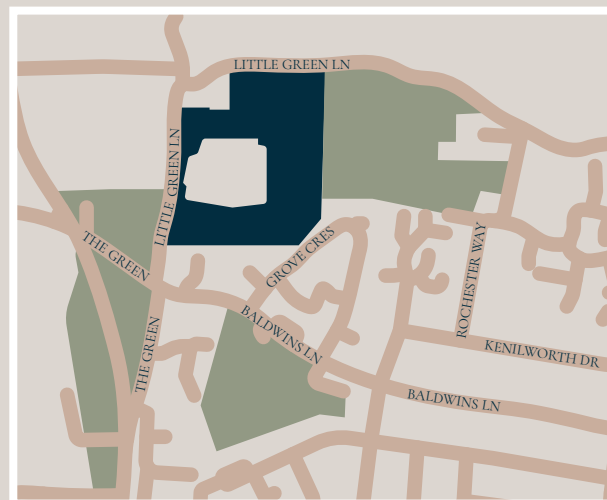 LITTLE GREEN LN
LITTLE GREEN LN
THE GREEN
GROVE CRES
ROCHESTER WAY
THE GREEN
BALDWINS LN
KENILWORTH DR
BALDWINS LN